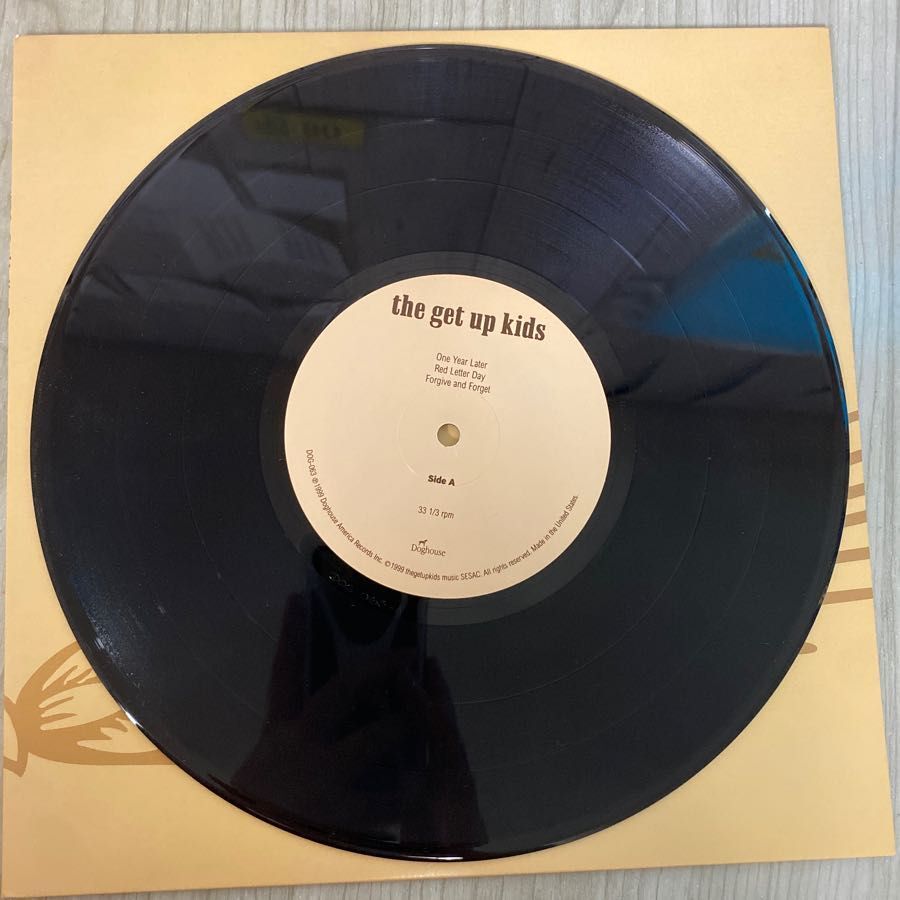 the get up kids
One Year Later
Red Letter Day
Forgive and Forget
Side A
33 1/3 rpm
Doghouse
DOG-063 ℗1999 Doghouse America Records Inc. ©1999 thegetupkids music SESAC. All rights reserved. Made in the United States.